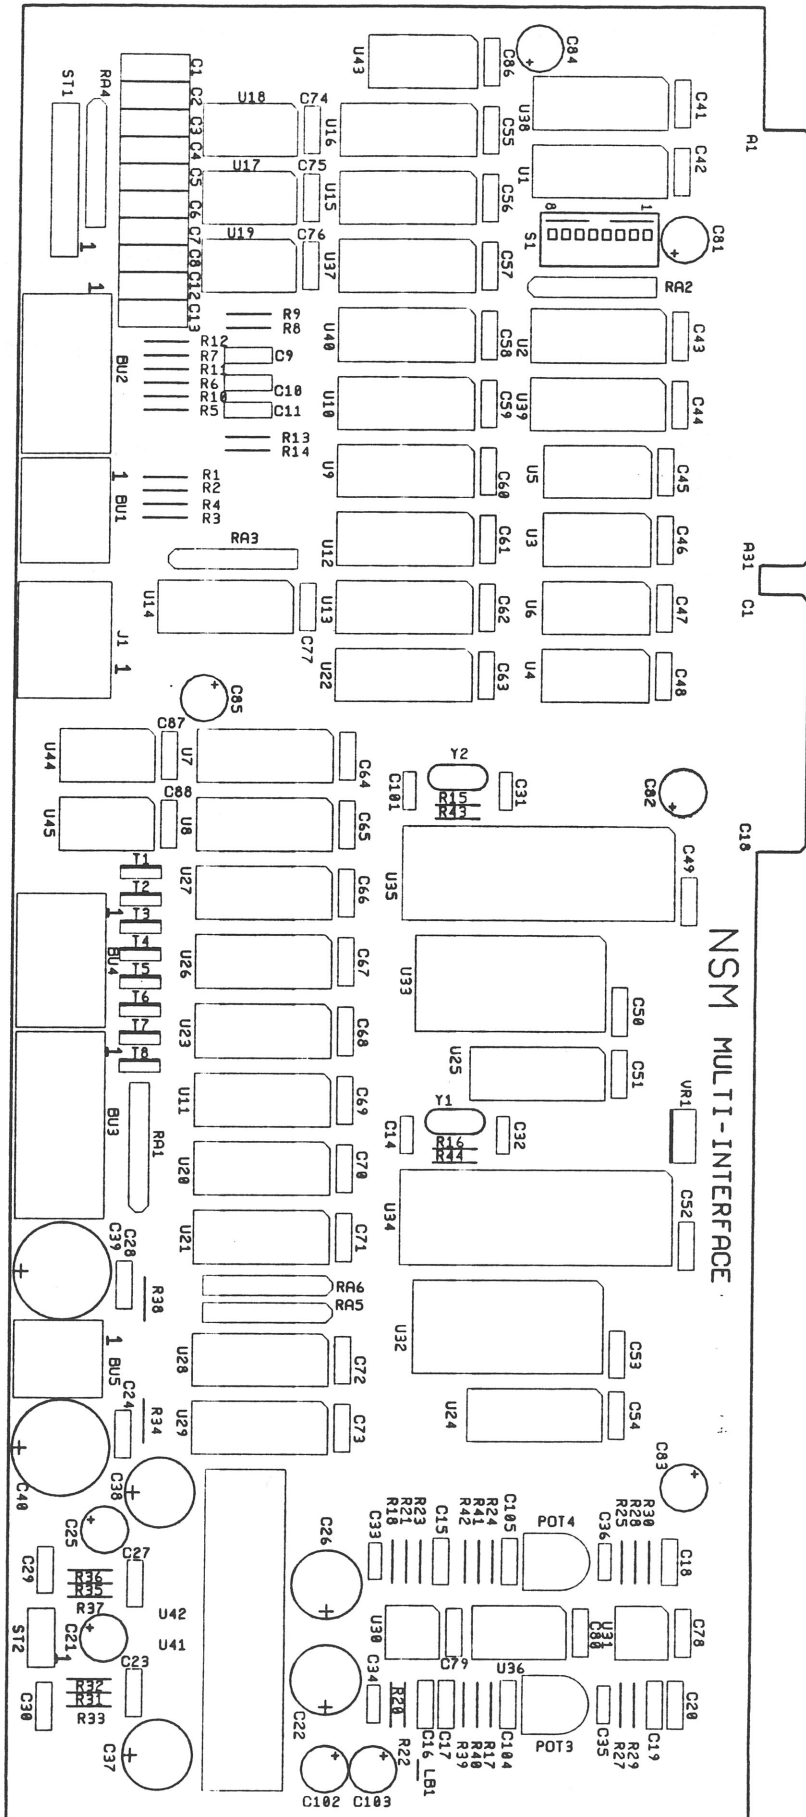 C84
C86
U43
C41
U38
ST1
RA4
C1
C2
C3
C4
C5
C6
C7
C8
C12
C13
U18
C74
U16
C55
A1
U17
C75
U15
C56
U1
C42
8
1
S1
C81
U19
C76
U37
C57
1
1
RA2
BU2
R9
R8
R12
R7
R11
R6
R10
R5
C9
C10
C11
R13
R14
U40
C58
U2
C43
U10
C59
U39
C44
BU1
1
R1
R2
R4
R3
U9
C60
U5
C45
RA3
U12
C61
U3
C46
A31
C1
J1
1
U14
C77
U13
C62
U6
C47
U22
C63
U4
C48
C85
U44
C87
U7
C64
C101
Y2
R15
R43
C31
C82
U45
C88
U8
C65
C18
T1
T2
T3
T4
T5
T6
T7
T8
1
BU4
U27
C66
U35
C49
U26
C67
U33
C50
NSM MULTI-INTERFACE
1
BU3
U23
C68
U25
C51
RA1
U11
C69
C14
Y1
R16
R44
C32
VR1
U20
C70
U34
C52
C39
C28
R38
U21
C71
RA6
RA5
1
BU5
U28
C72
U32
C53
C24
R34
U29
C73
U24
C54
C40
C38
C83
C25
C26
C33
R18
R21
R23
C15
R42
R41
R24
C105
POT4
C36
R25
R28
R30
C18
C29
R36
R35
R37
C27
U42
U41
ST2
1
C21
U30
C79
U36
C80
U31
C78
C30
R32
R31
R33
C23
C22
C34
R20
R22
C16
C17
LB1
R39
R40
R17
C104
POT3
C35
R27
R29
C19
C20
C37
C102
C103